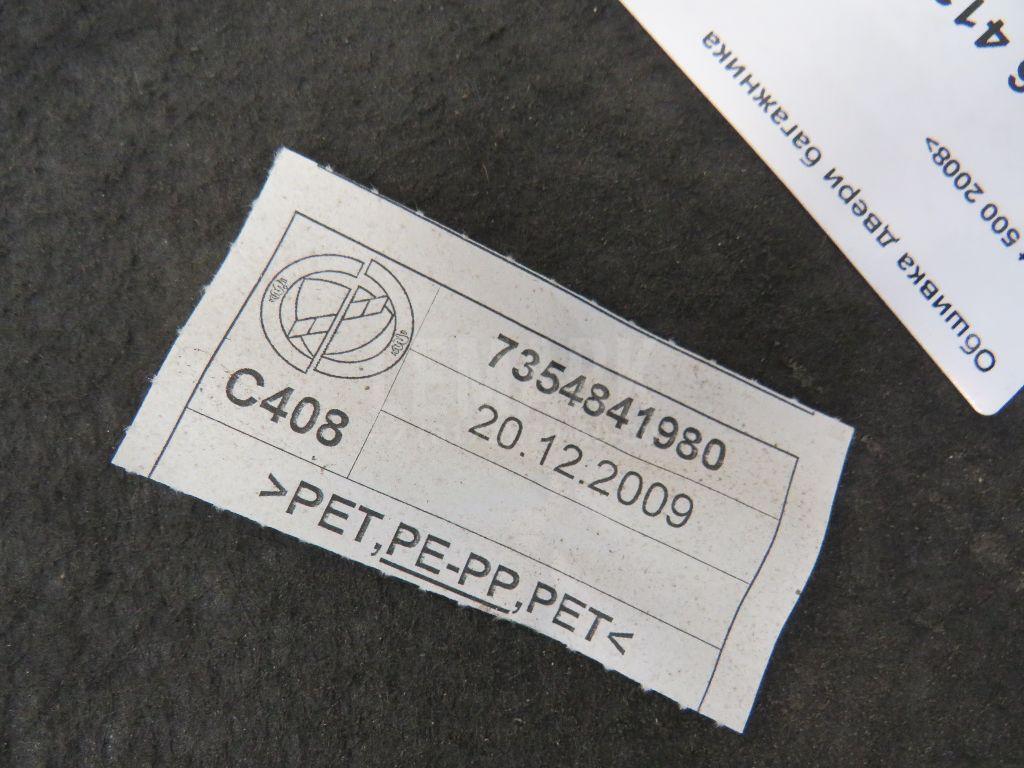 7354841980
20.12.2009
C408
>PET,PE-PP,PET<
Обшивка двери багажника
500 2008>